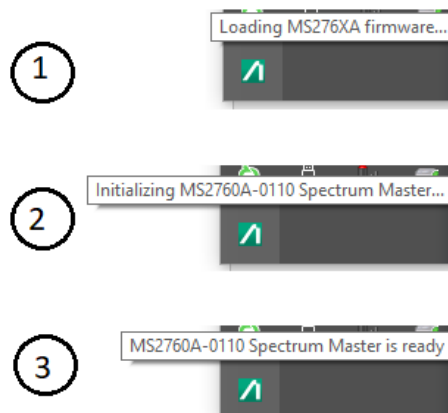 Loading MS276XA firmware...
1
Initializing MS2760A-0110 Spectrum Master...
2
MS2760A-0110 Spectrum Master is ready
3